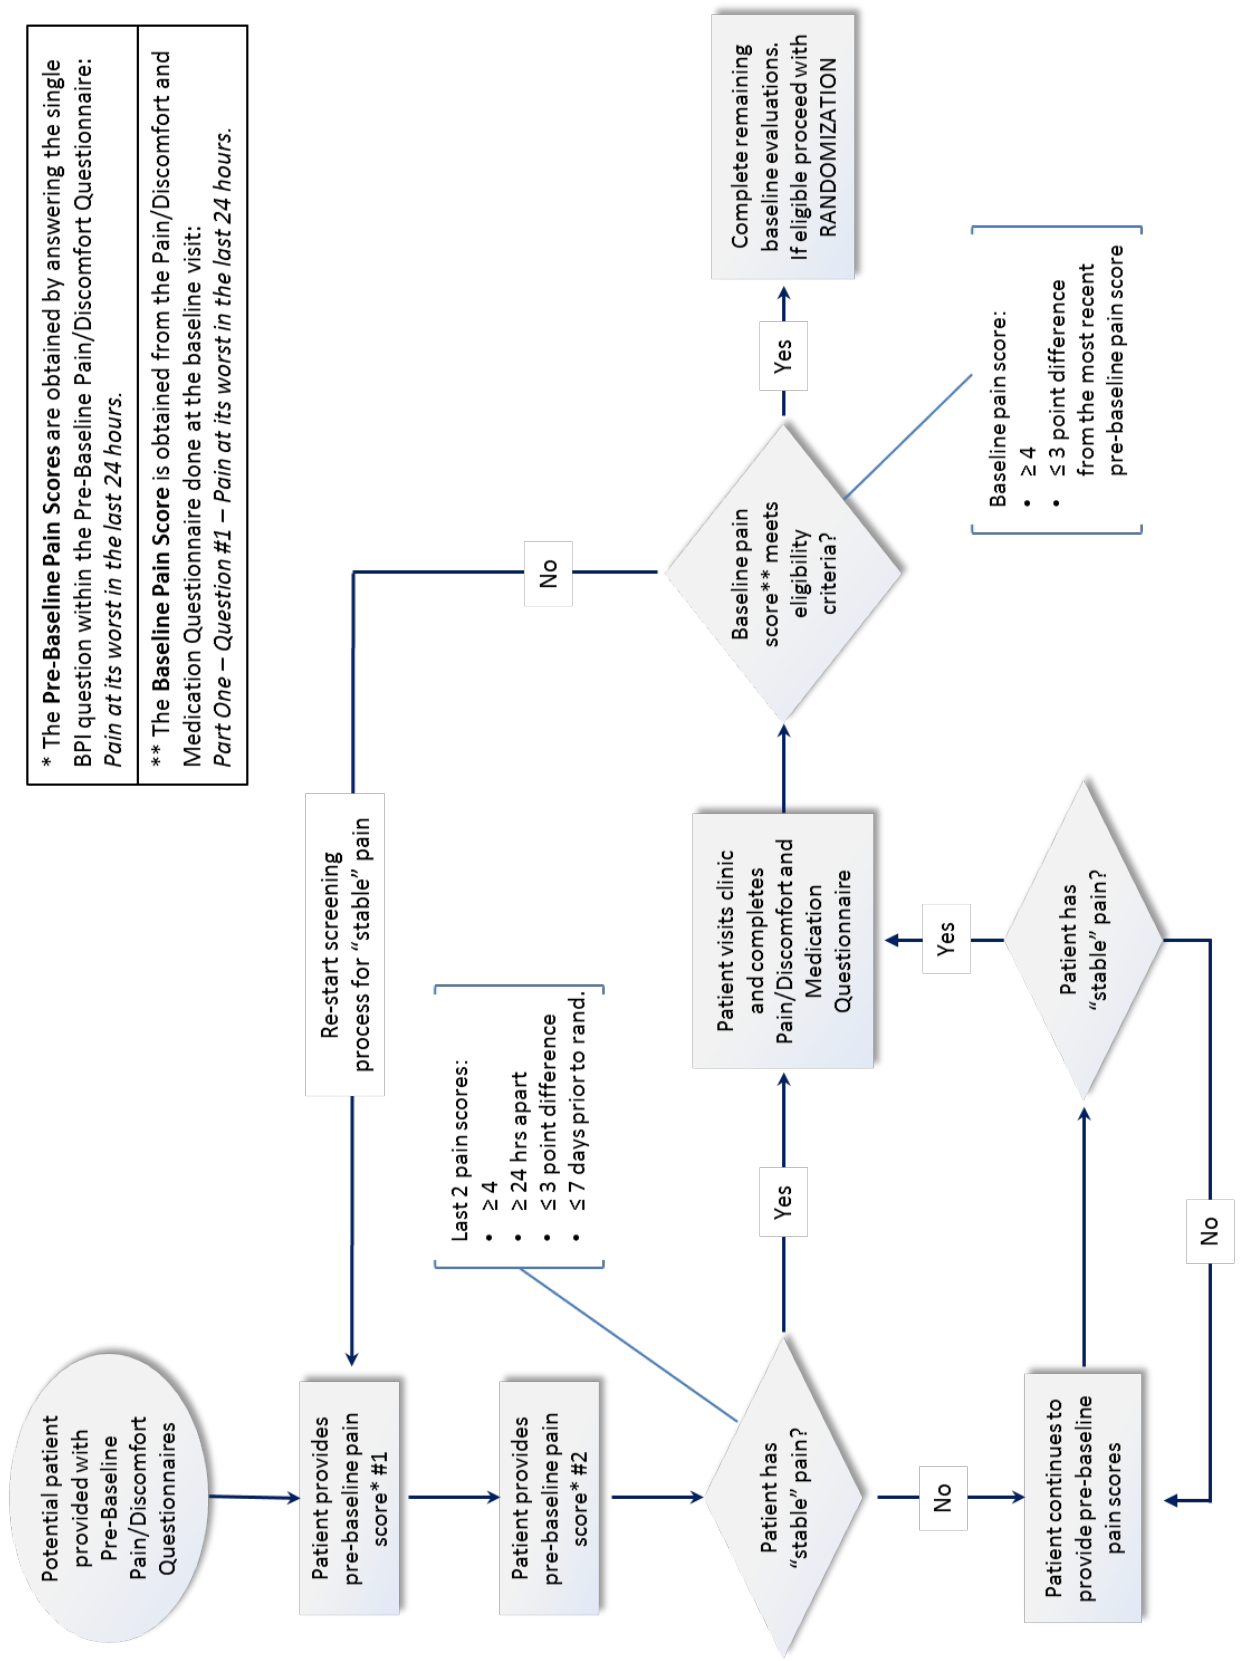 * The Pre-Baseline Pain Scores are obtained by answering the single
BPI question within the Pre-Baseline Pain/Discomfort Questionnaire:
Pain at its worst in the last 24 hours.
** The Baseline Pain Score is obtained from the Pain/Discomfort and
Medication Questionnaire done at the baseline visit:
Part One – Question #1 – Pain at its worst in the last 24 hours.
Potential patient
provided with
Pre-Baseline
Pain/Discomfort
Questionnaires
Patient provides
pre-baseline pain
score* #1
Patient provides
pre-baseline pain
score* #2
Patient has
“stable” pain?
Last 2 pain scores:
• ≥ 4
• ≥ 24 hrs apart
• ≤ 3 point difference
• ≤ 7 days prior to rand.
Re-start screening
process for “stable” pain
Yes
No
Patient continues to
provide pre-baseline
pain scores
Patient has
“stable” pain?
Yes
No
Patient visits clinic
and completes
Pain/Discomfort and
Medication
Questionnaire
Baseline pain
score** meets
eligibility
criteria?
No
Yes
Baseline pain score:
• ≥ 4
• ≤ 3 point difference
from the most recent
pre-baseline pain score
Complete remaining
baseline evaluations.
If eligible proceed with
RANDOMIZATION